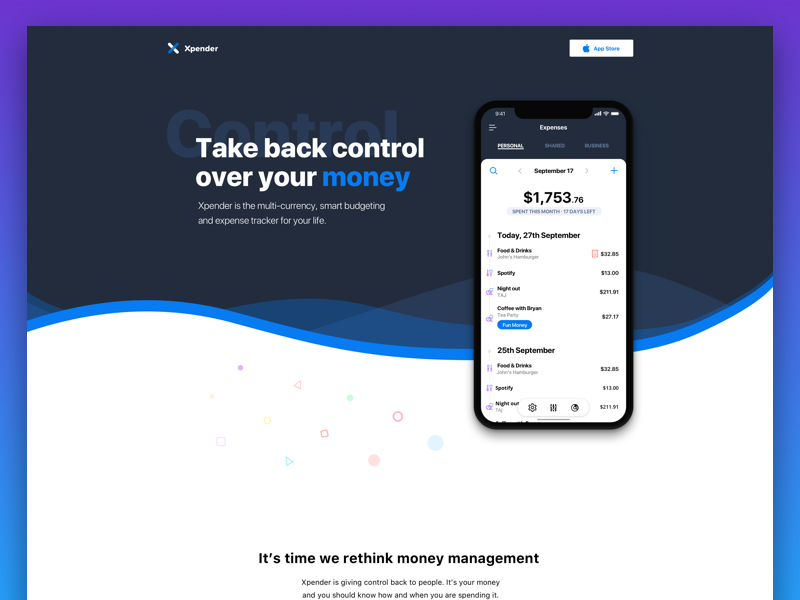 Xpender
App Store
Control
Take back control
over your money
Xpender is the multi-currency, smart budgeting
and expense tracker for your life.
9:41
Expenses
PERSONAL SHARED BUSINESS
September 17
$1,753.76
SPENT THIS MONTH · 17 DAYS LEFT
Today, 27th September
Food & Drinks
John's Hamburger
$32.85
Spotify
$13.00
Night out
TAJ
$211.91
Coffee with Bryan
Tea Party
$27.17
Fun Money
25th September
Food & Drinks
John's Hamburger
$32.85
Spotify
$13.00
Night out
TAJ
$211.91
It's time we rethink money management
Xpender is giving control back to people. It's your money
and you should know how and when you are spending it.